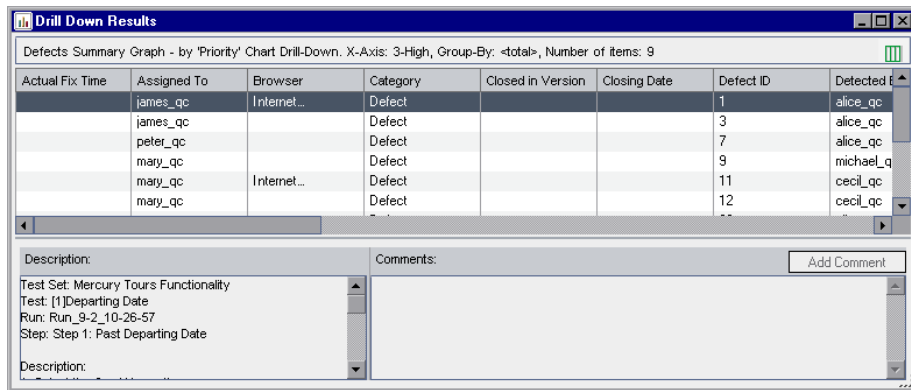 Drill Down Results
Defects Summary Graph - by 'Priority' Chart Drill-Down. X-Axis: 3-High, Group-By: <total>, Number of items: 9
Actual Fix Time Assigned To Browser Category Closed in Version Closing Date Defect ID Detected
james_qc Internet... Defect 1 alice_qc
james_qc Defect 3 alice_qc
peter_qc Defect 7 alice_qc
mary_qc Defect 9 michael_q
mary_qc Internet... Defect 11 cecil_qc
mary_qc Defect 12 cecil_qc
Description: Comments: Add Comment
Test Set: Mercury Tours Functionality
Test: [1]Departing Date
Run: Run_9-2_10-26-57
Step: Step 1: Past Departing Date
Description: